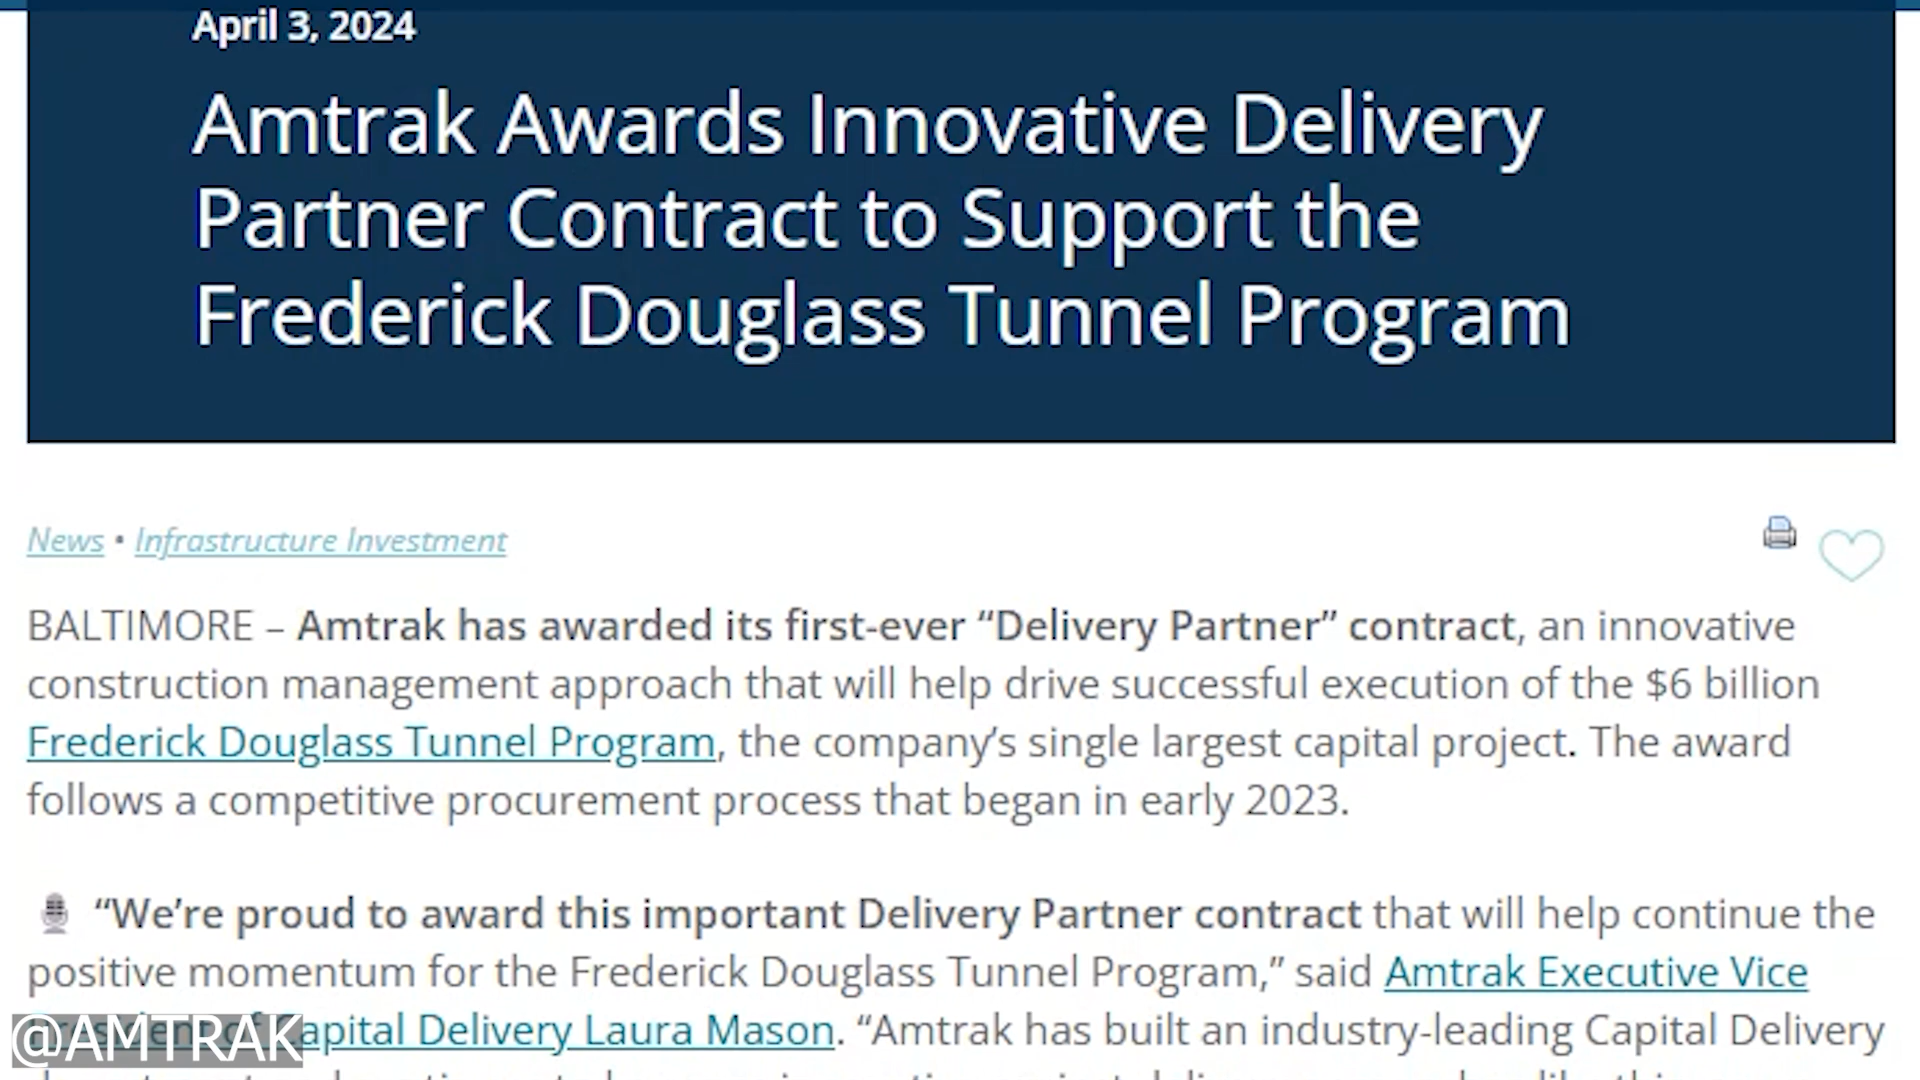 April 3, 2024
Amtrak Awards Innovative Delivery
Partner Contract to Support the
Frederick Douglass Tunnel Program
News • Infrastructure Investment
BALTIMORE – Amtrak has awarded its first-ever “Delivery Partner” contract, an innovative
construction management approach that will help drive successful execution of the $6 billion
Frederick Douglass Tunnel Program, the company’s single largest capital project. The award
follows a competitive procurement process that began in early 2023.
“We’re proud to award this important Delivery Partner contract that will help continue the
positive momentum for the Frederick Douglass Tunnel Program,” said Amtrak Executive Vice
President of Capital Delivery Laura Mason. “Amtrak has built an industry-leading Capital Delivery
@AMTRAK